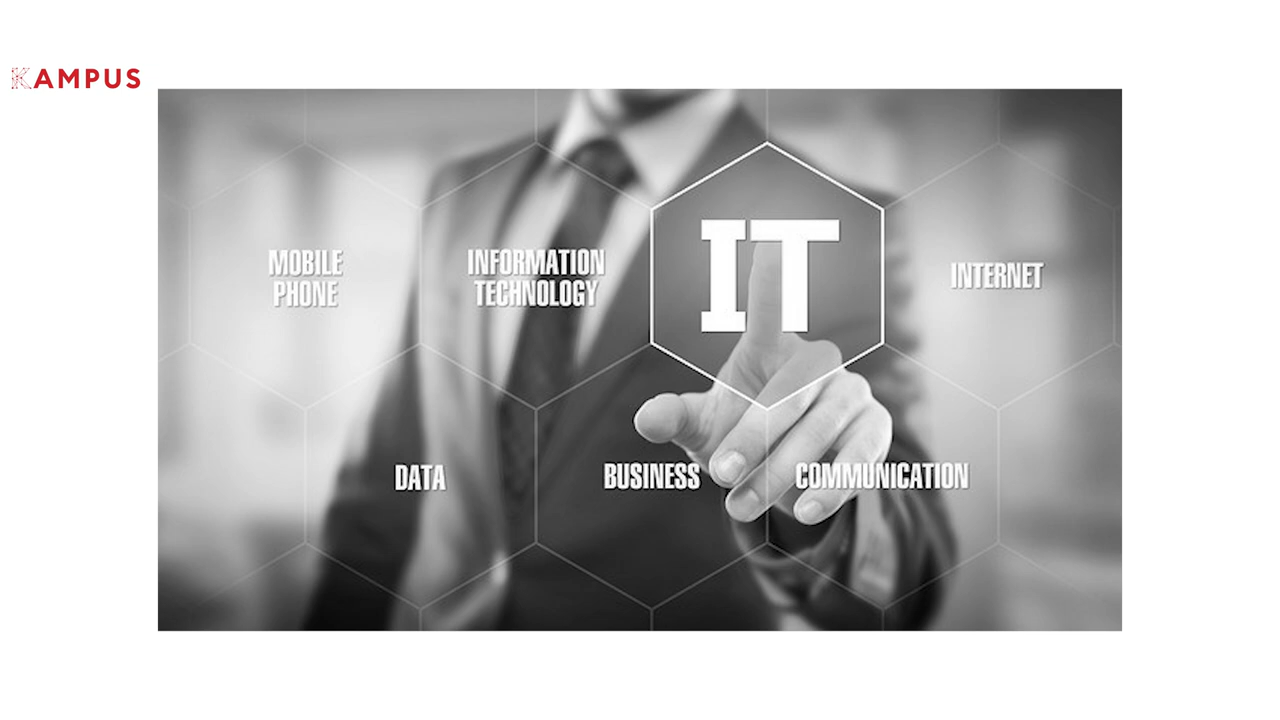 KAMPUS
IT
MOBILE
PHONE
INFORMATION
TECHNOLOGY
INTERNET
DATA
BUSINESS
COMMUNICATION